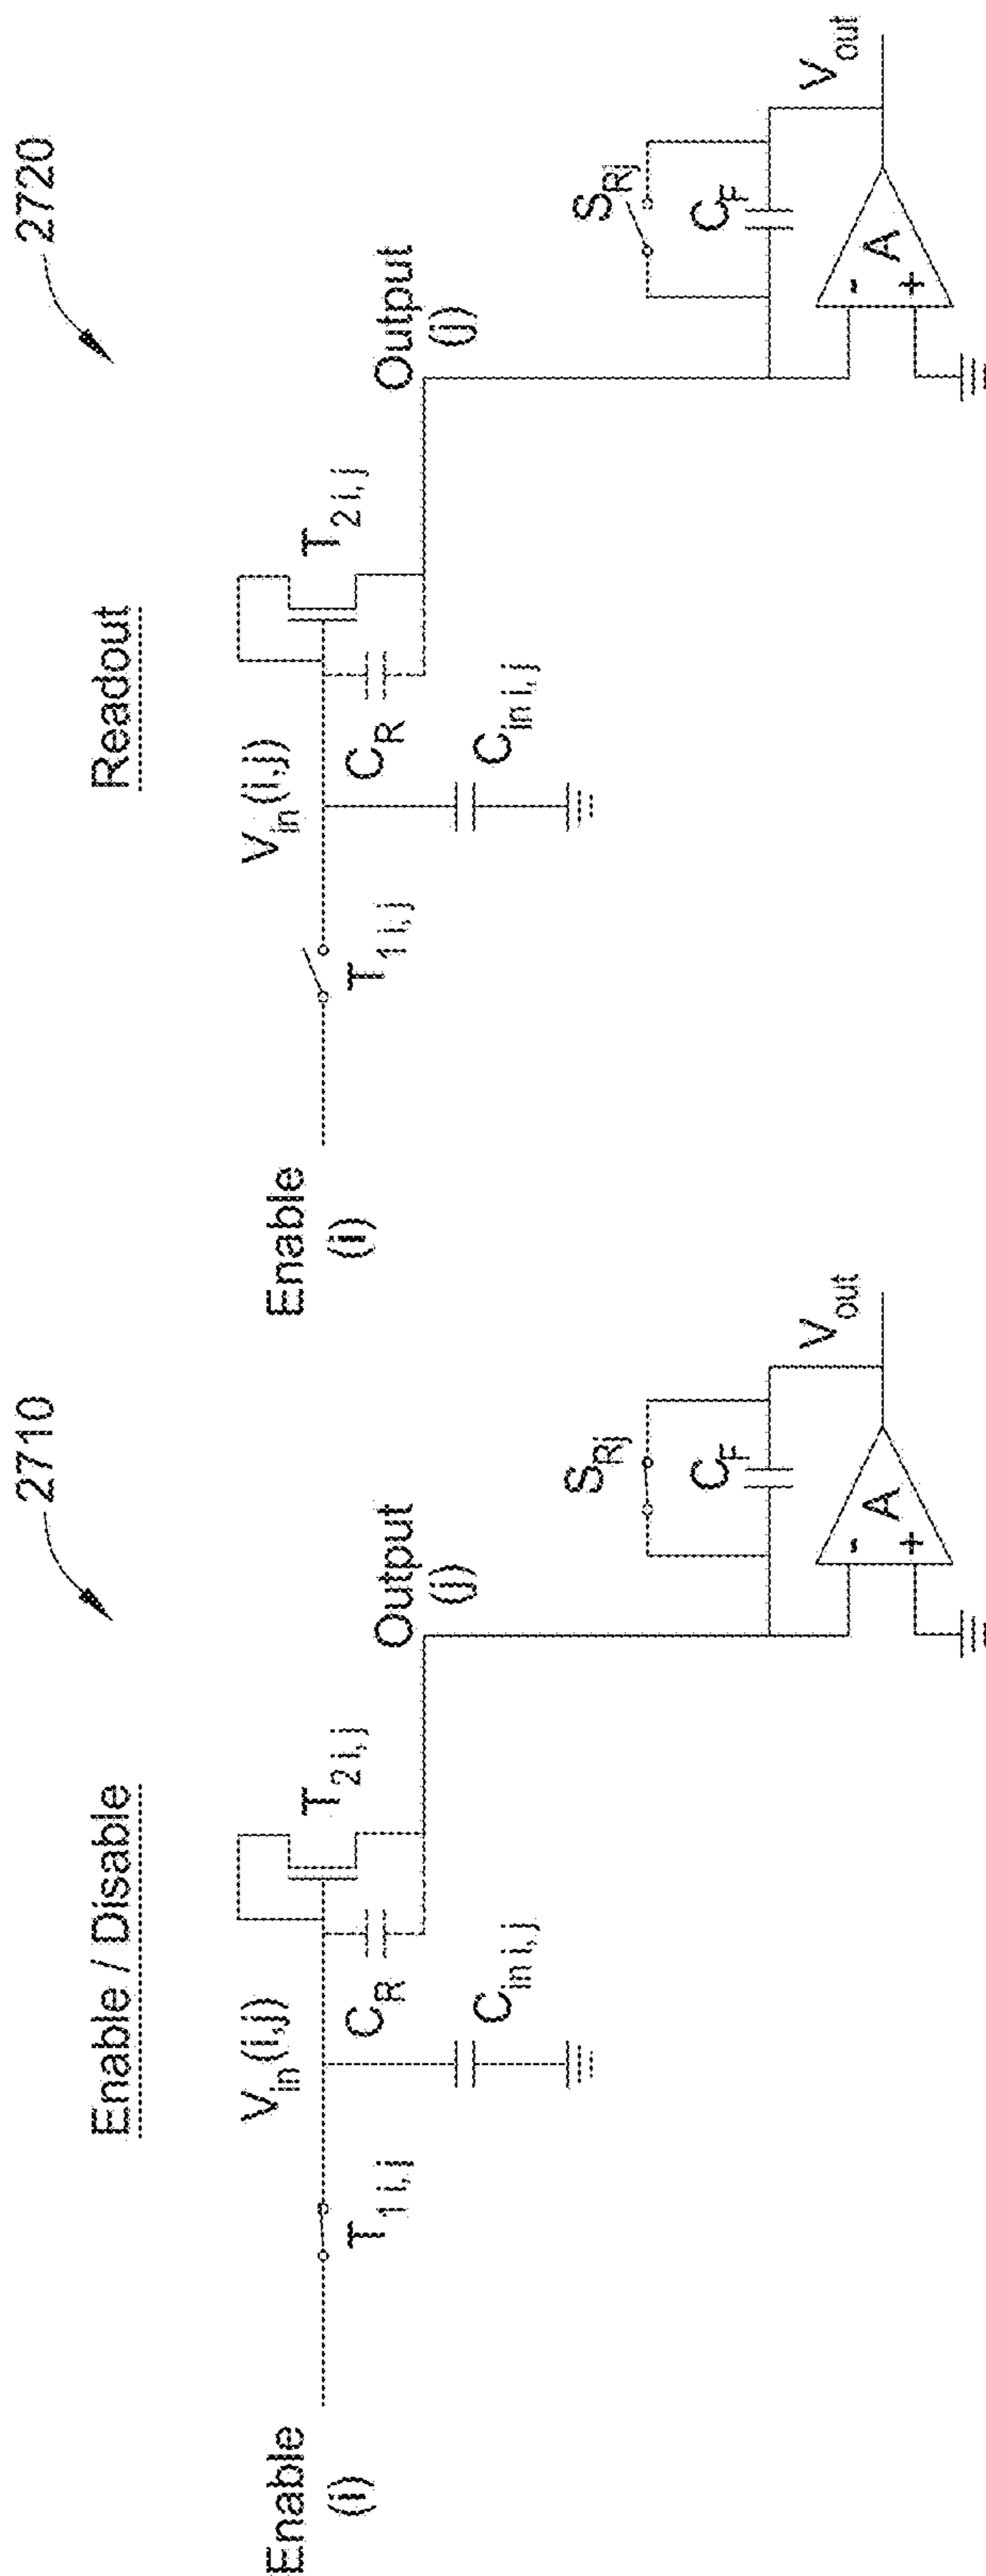 2710
Enable / Disable
Enable
(i)
T1 i,j
Vin (i,j)
CR
Cin i,j
T2 i,j
Output
(j)
SRj
CF
-
+
A
Vout
2720
Readout
Enable
(i)
T1 i,j
Vin (i,j)
CR
Cin i,j
T2 i,j
Output
(j)
SRj
CF
-
+
A
Vout